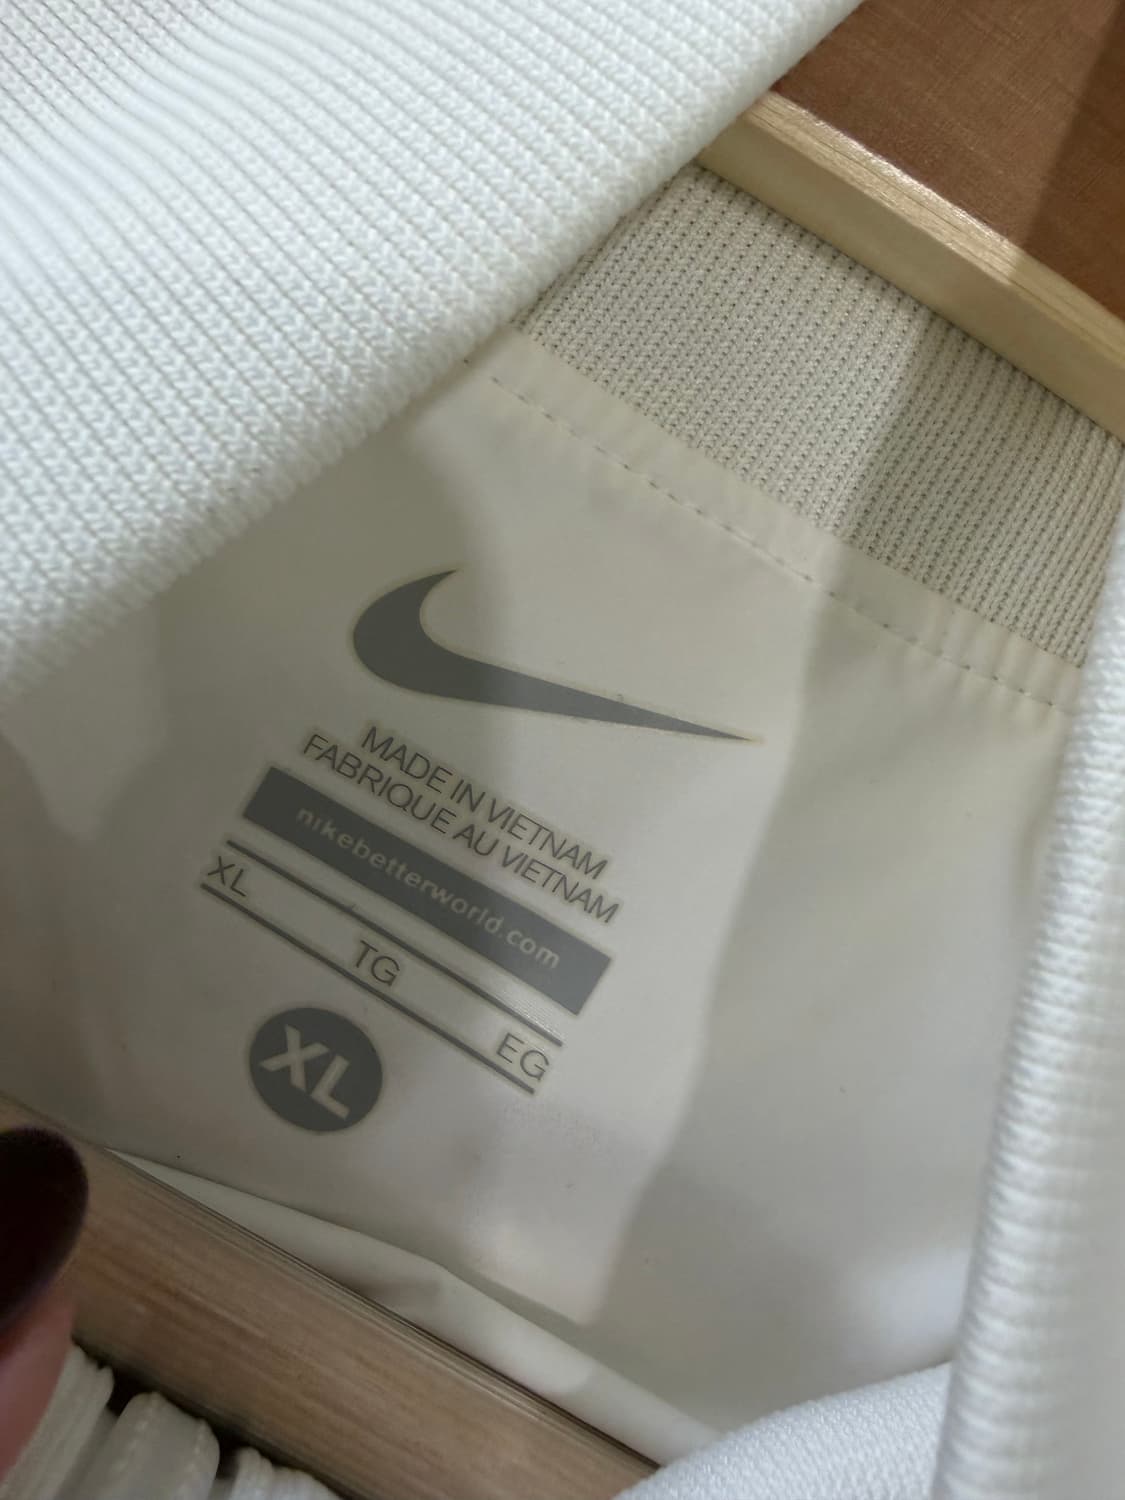 MADE IN VIETNAM
FABRIQUE AU VIETNAM
nikebetterworld.com
XL TG EG
XL